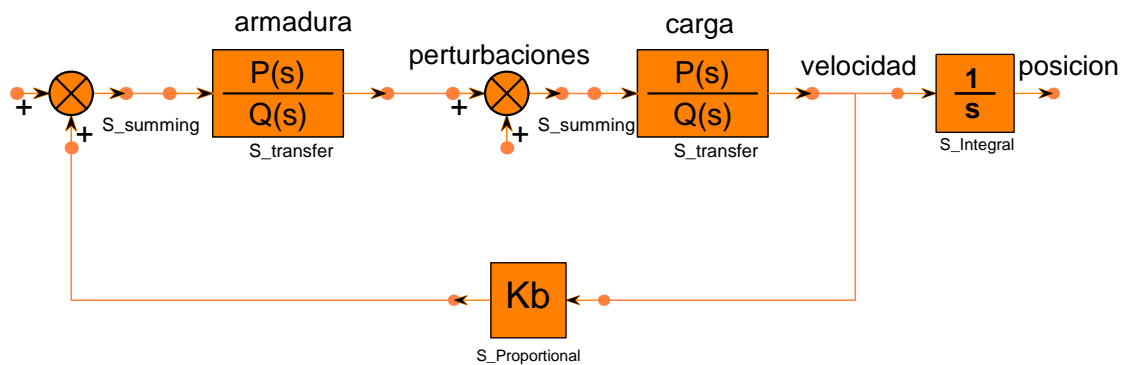 armadura
perturbaciones
carga
velocidad
posicion
+
+
S_summing
P(s)
Q(s)
S_transfer
+
+
S_summing
P(s)
Q(s)
S_transfer
1
s
S_Integral
Kb
S_Proportional